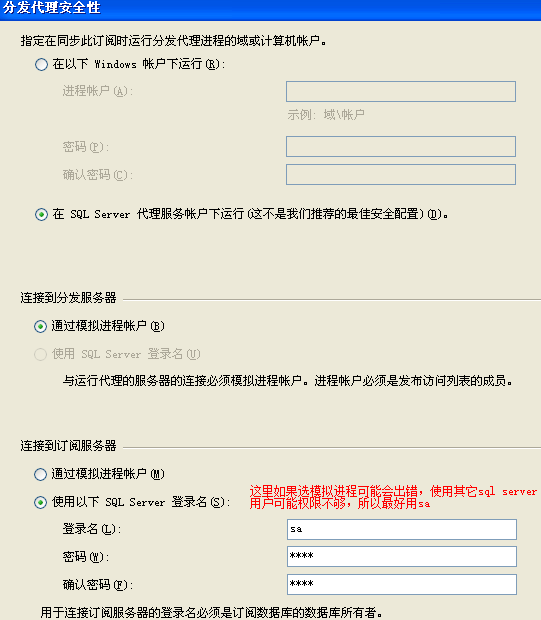 分发代理安全性
指定在同步此订阅时运行分发代理进程的域或计算机帐户。
在以下 Windows 帐户下运行(R):
进程帐户(A):
示例: 域\帐户
密码(P):
确认密码(C):
在 SQL Server 代理服务帐户下运行(这不是我们推荐的最佳安全配置)(D)。
连接到分发服务器
通过模拟进程帐户(B)
使用 SQL Server 登录名(U)
与运行代理的服务器的连接必须模拟进程帐户。进程帐户必须是发布访问列表的成员。
连接到订阅服务器
通过模拟进程帐户(M)
这里如果选模拟进程可能会出错，使用其它sql server
用户可能权限不够，所以最好用sa
使用以下 SQL Server 登录名(S):
登录名(L):
sa
密码(W):
****
确认密码(F):
****
用于连接订阅服务器的登录名必须是订阅数据库的数据库所有者。